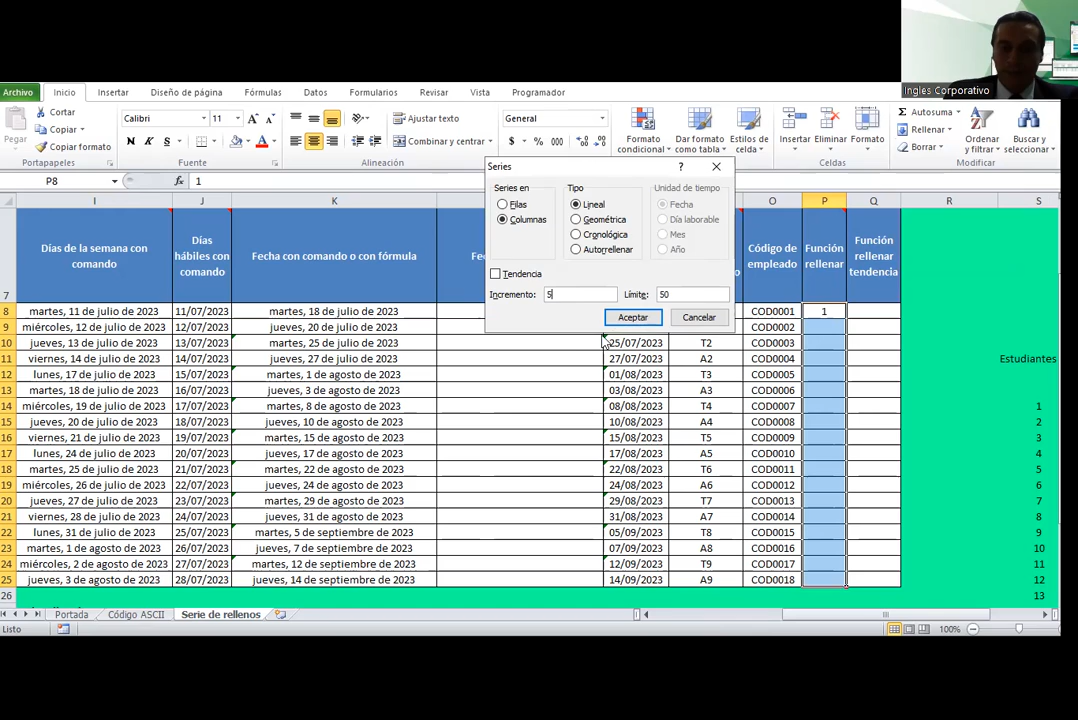 Ingles Corporativo
Archivo Inicio Insertar Diseño de página Fórmulas Datos Complementos Revisar Vista Programador
Cortar
Copiar
Copiar formato
Pegar
Portapapeles
Calibri 11
N K S
Fuente
Ajustar texto
Combinar y centrar
Alineación
General
$ % 000
Formato condicional
Dar formato como tabla
Estilos de celda
Insertar Eliminar Formato
Celdas
Autosuma
Rellenar
Borrar
Ordenar y filtrar
Buscar y seleccionar
P8 fx 1
Series ?
Series en
Filas
Columnas
Tipo
Lineal
Geométrica
Cronológica
Autorrellenar
Unidad de tiempo
Fecha
Día laborable
Mes
Año
Tendencia
Incremento: 5 Límite: 50
Aceptar Cancelar
I J K O P Q R S
7 Días de la semana con comando
Días hábiles con comando
Fecha con comando o con fórmula
Código de empleado
Función rellenar
Función rellenar tendencia
8 martes, 11 de julio de 2023 11/07/2023 martes, 18 de julio de 2023 COD0001 1
9 miércoles, 12 de julio de 2023 12/07/2023 jueves, 20 de julio de 2023 COD0002
10 jueves, 13 de julio de 2023 13/07/2023 martes, 25 de julio de 2023 25/07/2023 T2 COD0003
11 viernes, 14 de julio de 2023 14/07/2023 jueves, 27 de julio de 2023 27/07/2023 A2 COD0004 Estudiantes
12 lunes, 17 de julio de 2023 15/07/2023 martes, 1 de agosto de 2023 01/08/2023 T3 COD0005
13 martes, 18 de julio de 2023 16/07/2023 jueves, 3 de agosto de 2023 03/08/2023 A3 COD0006
14 miércoles, 19 de julio de 2023 17/07/2023 martes, 8 de agosto de 2023 08/08/2023 T4 COD0007 1
15 jueves, 20 de julio de 2023 18/07/2023 jueves, 10 de agosto de 2023 10/08/2023 A4 COD0008 2
16 viernes, 21 de julio de 2023 19/07/2023 martes, 15 de agosto de 2023 15/08/2023 T5 COD0009 3
17 lunes, 24 de julio de 2023 20/07/2023 jueves, 17 de agosto de 2023 17/08/2023 A5 COD0010 4
18 martes, 25 de julio de 2023 21/07/2023 martes, 22 de agosto de 2023 22/08/2023 T6 COD0011 5
19 miércoles, 26 de julio de 2023 22/07/2023 jueves, 24 de agosto de 2023 24/08/2023 A6 COD0012 6
20 jueves, 27 de julio de 2023 23/07/2023 martes, 29 de agosto de 2023 29/08/2023 T7 COD0013 7
21 viernes, 28 de julio de 2023 24/07/2023 jueves, 31 de agosto de 2023 31/08/2023 A7 COD0014 8
22 lunes, 31 de julio de 2023 25/07/2023 martes, 5 de septiembre de 2023 05/09/2023 T8 COD0015 9
23 martes, 1 de agosto de 2023 26/07/2023 jueves, 7 de septiembre de 2023 07/09/2023 A8 COD0016 10
24 miércoles, 2 de agosto de 2023 27/07/2023 martes, 12 de septiembre de 2023 12/09/2023 T9 COD0017 11
25 jueves, 3 de agosto de 2023 28/07/2023 jueves, 14 de septiembre de 2023 14/09/2023 A9 COD0018 12
26 13
Portada Código ASCII Serie de rellenos
Listo 100%